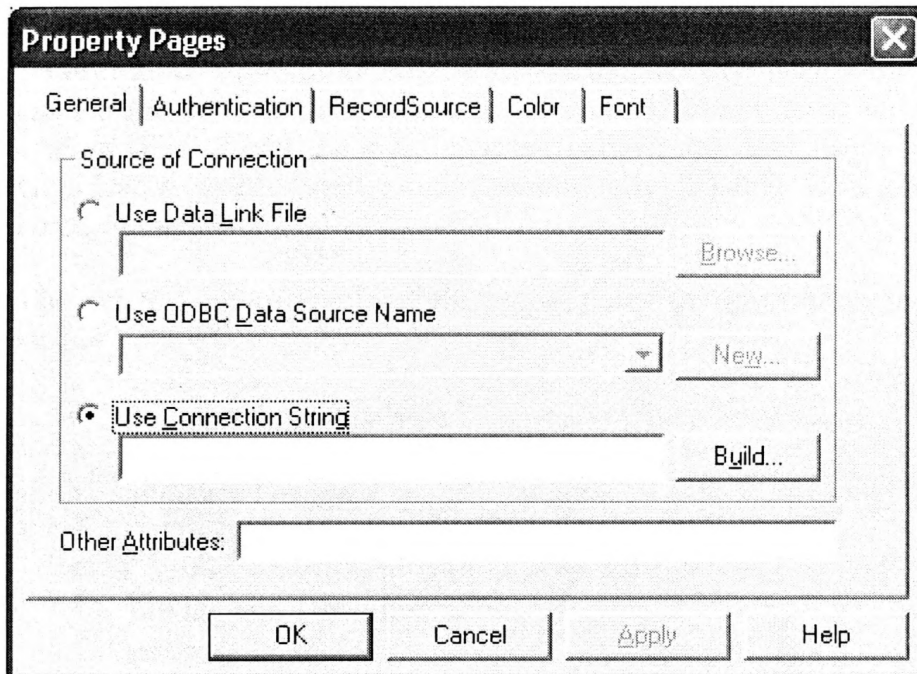 Property Pages
General Authentication RecordSource Color Font
Source of Connection
Use Data Link File
Browse...
Use ODBC Data Source Name
New...
Use Connection String
Build...
Other Attributes:
OK Cancel Apply Help